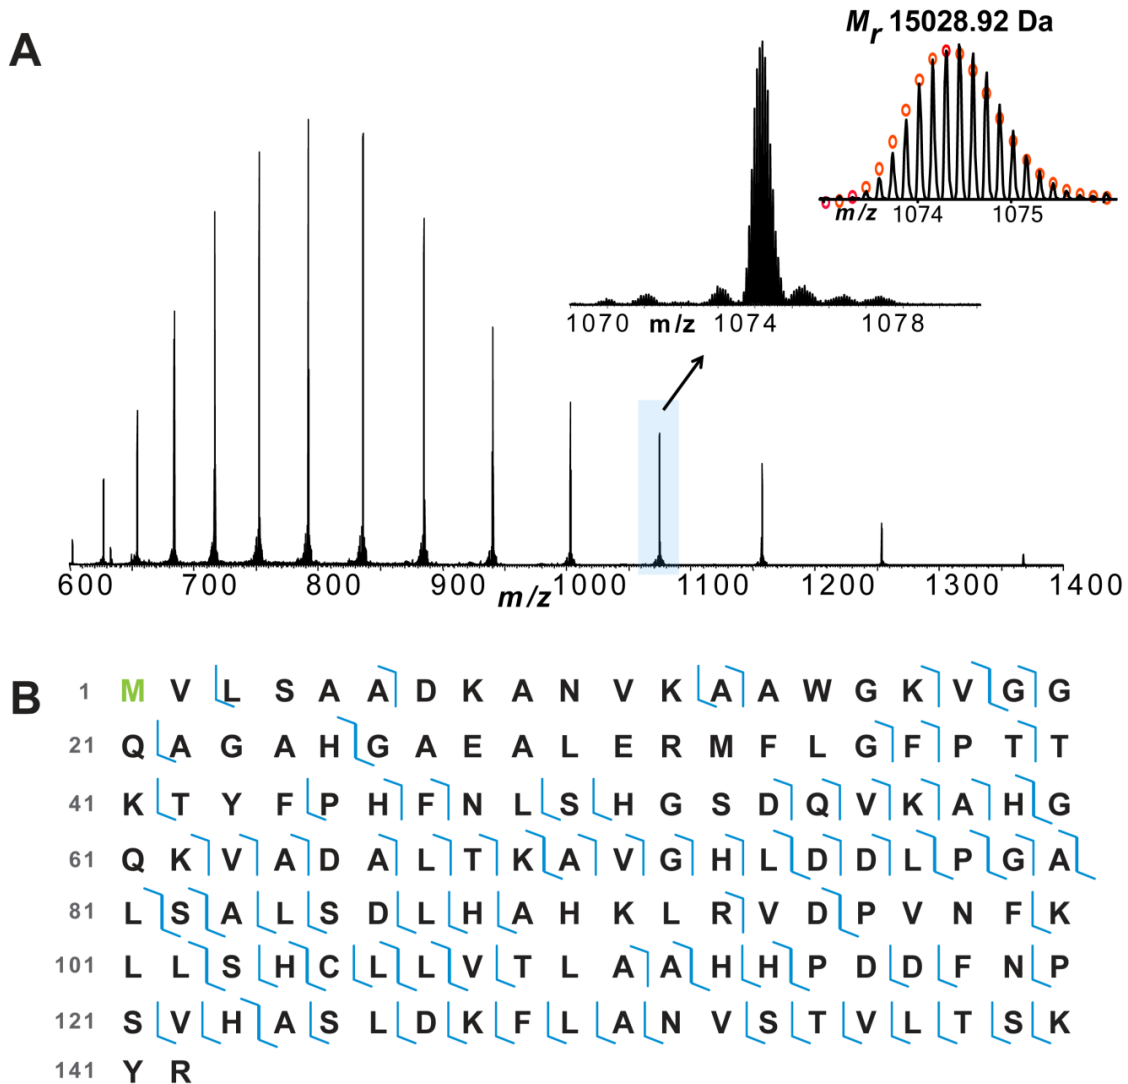 A
Mr 15028.92 Da
m/z 1074 1075
1070 m/z 1074 1078
600 700 800 900 m/z 1000 1100 1200 1300 1400
B
1 M V L S A A D K A N V K A A W G K V G G
21 Q A G A H G A E A L E R M F L G F P T T
41 K T Y F P H F N L S H G S D Q V K A H G
61 Q K V A D A L T K A V G H L D D L P G A
81 L S A L S D L H A H K L R V D P V N F K
101 L L S H C L L V T L A A H H P D D F N P
121 S V H A S L D K F L A N V S T V L T S K
141 Y R